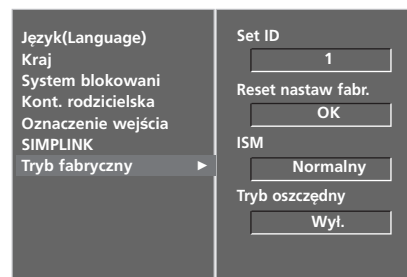 Język(Language)
Kraj
System blokowani
Kont. rodzicielska
Oznaczenie wejścia
SIMPLINK
Tryb fabryczny ►
Set ID
1
Reset nastaw fabr.
OK
ISM
Normalny
Tryb oszczędny
Wył.